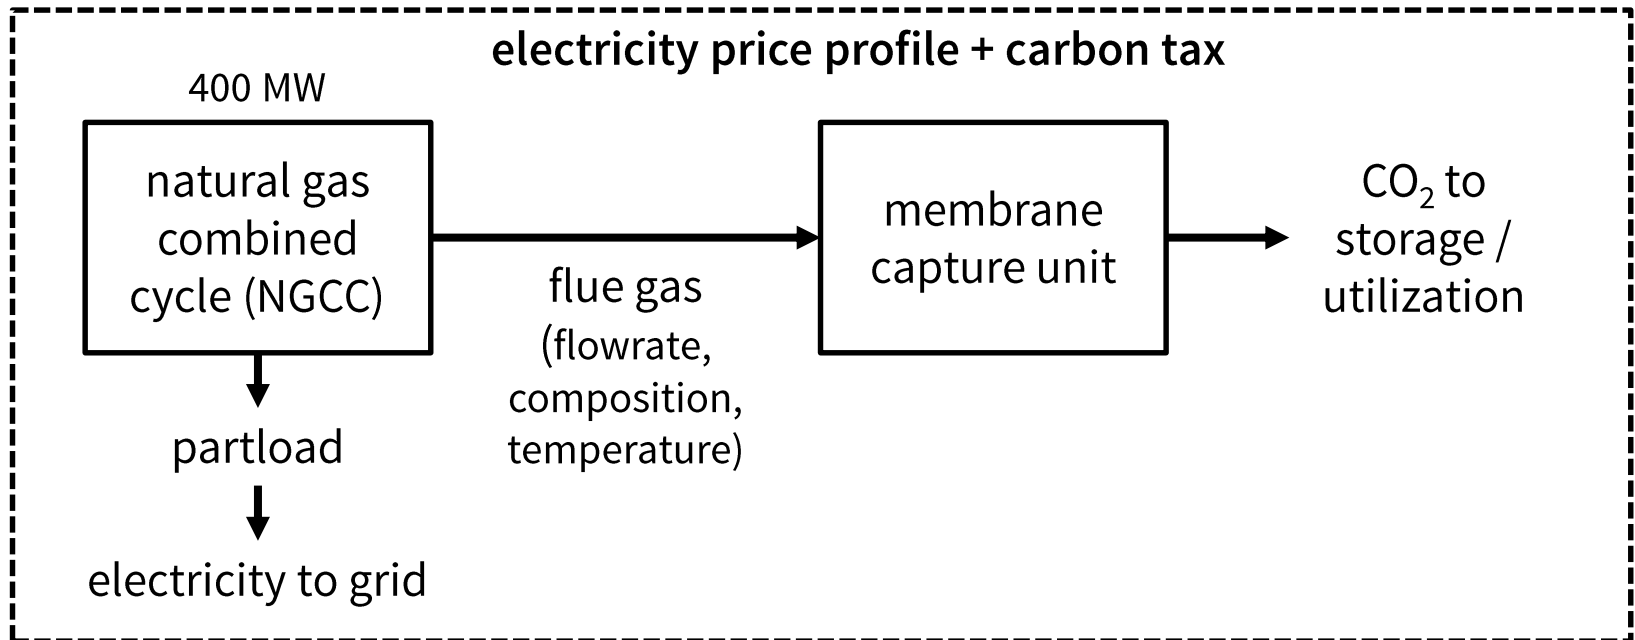 electricity price profile + carbon tax
400 MW
natural gas
combined
cycle (NGCC)
flue gas
(flowrate,
composition,
temperature)
membrane
capture unit
CO₂ to
storage /
utilization
partload
electricity to grid